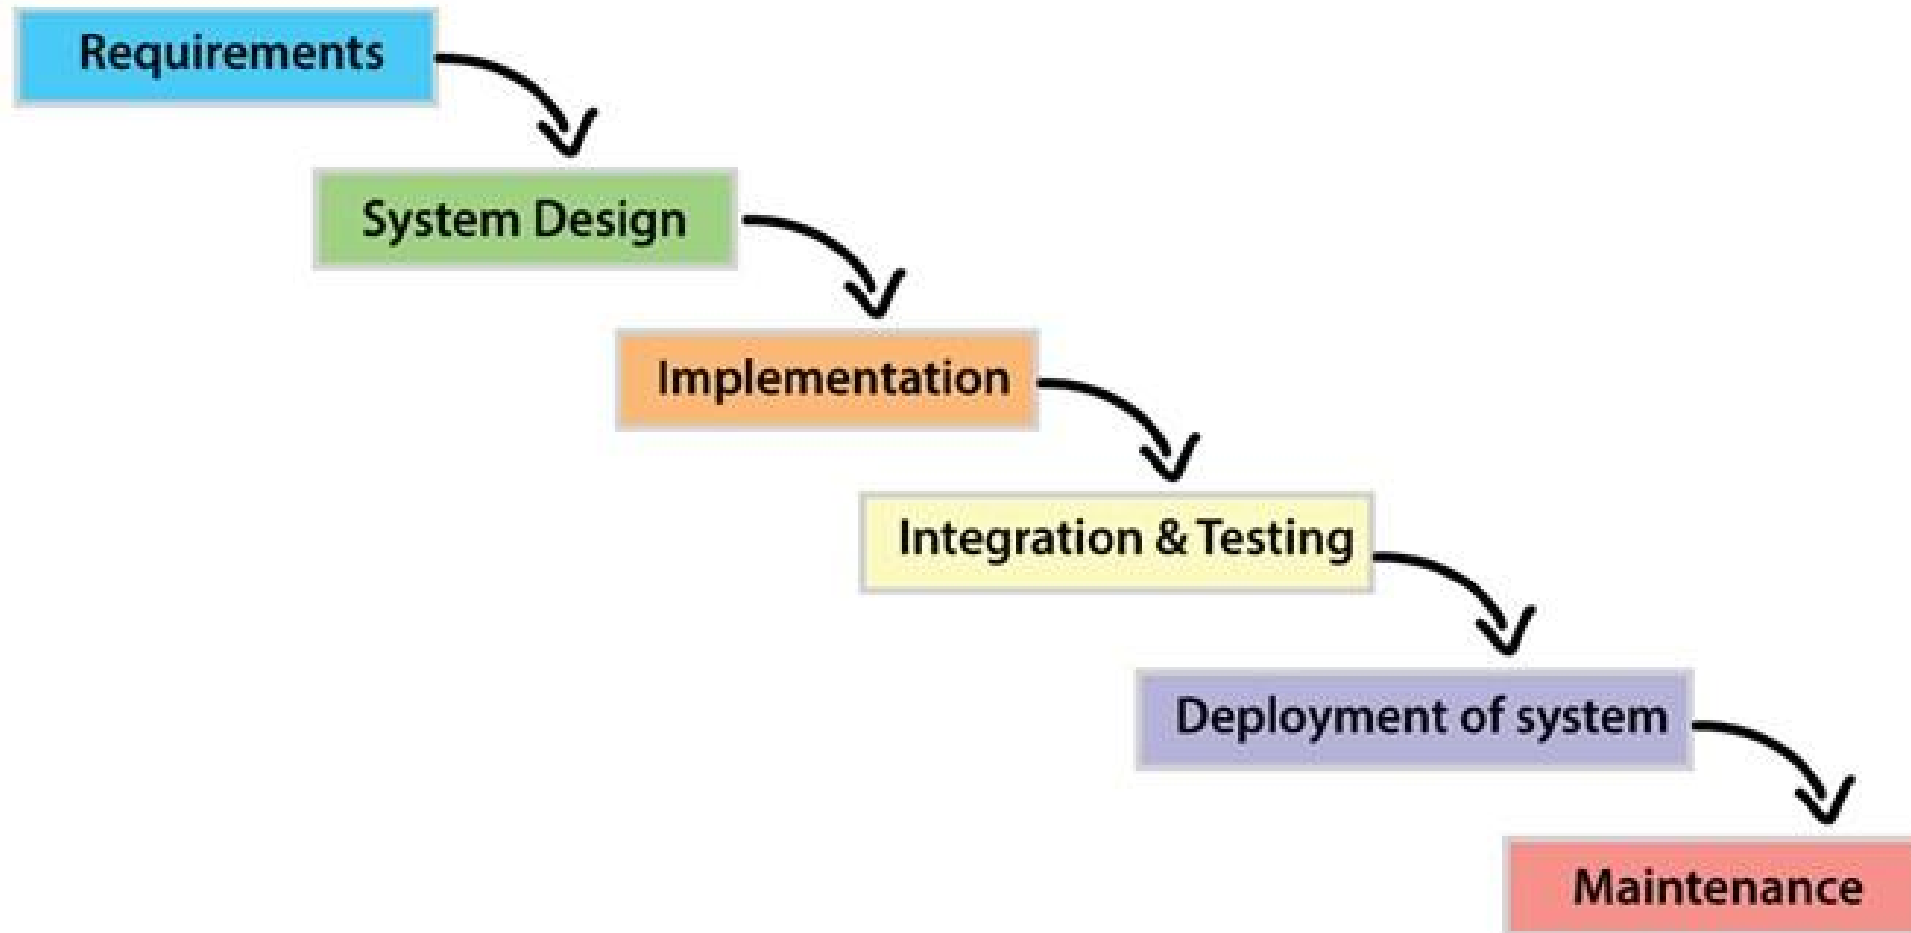 Requirements
System Design
Implementation
Integration & Testing
Deployment of system
Maintenance